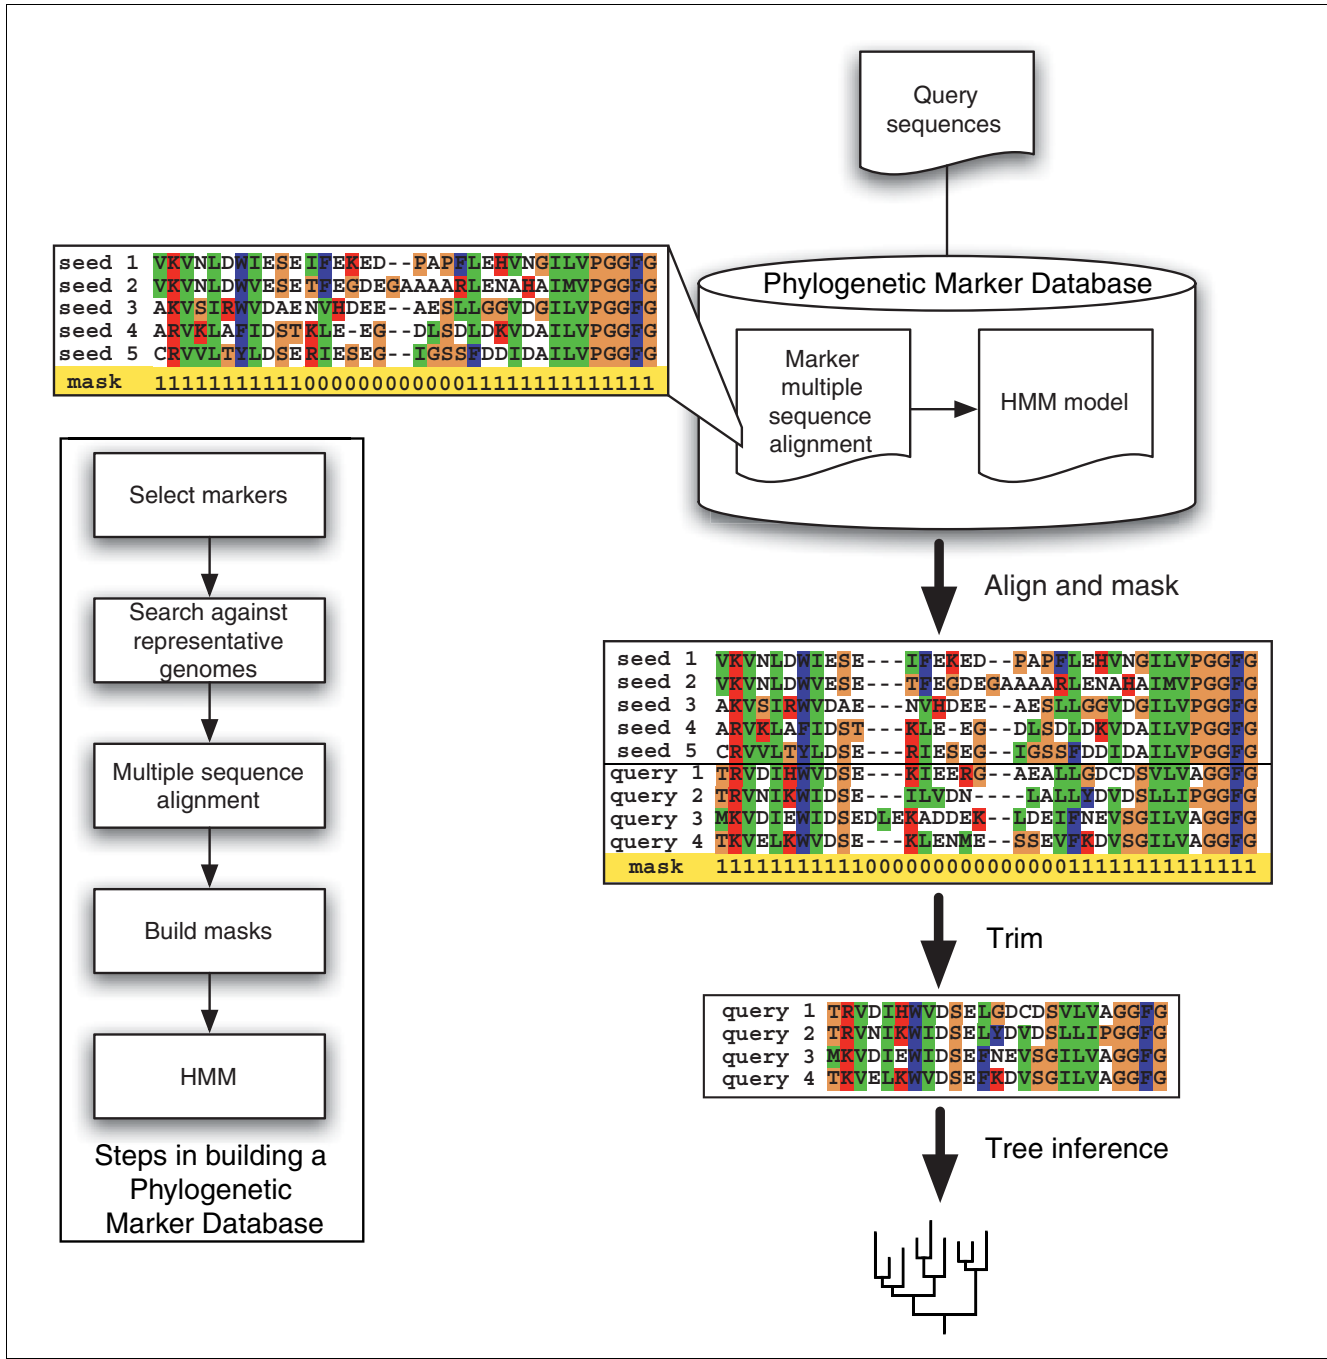 Query
sequences
Phylogenetic Marker Database
Marker
multiple
sequence
alignment
HMM model
seed 1 VKVNLDWIESEIFEKED--PAPFLEHVNGILVPGGFG
seed 2 VKVNLDWVESETFEGDEGAAAARLENAHAIMVPGGFG
seed 3 AKVSIRWVDAENVHDEE--AESLLGGVDGILVPGGFG
seed 4 ARVKLAFIDSTKLE-EG--DLSDLDKVDAILVPGGFG
seed 5 CRVVLTYLDSERIESEG--IGSSFDDIDAILVPGGFG
mask 1111111111100000000000011111111111111
Select markers
Search against
representative
genomes
Multiple sequence
alignment
Build masks
HMM
Steps in building a
Phylogenetic
Marker Database
Align and mask
seed 1 VKVNLDWIESE---IFEKED--PAPFLEHVNGILVPGGFG
seed 2 VKVNLDWVESE---TFEGDEGAAAARLENAHAIMVPGGFG
seed 3 AKVSIRWVDAE---NVHDEE--AESLLGGVDGILVPGGFG
seed 4 ARVKLAFIDST---KLE-EG--DLSDLDKVDAILVPGGFG
seed 5 CRVVLTYLDSE---RIESEG--IGSSFDDIDAILVPGGFG
query 1 TRVDIHWVDSE---KIEERG--AEALLGDCDSVLVAGGFG
query 2 TRVNIKWIDSE---ILVDN----LALLYDVDSLLIPGGFG
query 3 MKVDIEWIDSEDLEKADDEK--LDEIFNEVSGILVAGGFG
query 4 TKVELKWVDSE---KLENME--SSEVFKDVSGILVAGGFG
mask 1111111111100000000000000011111111111111
Trim
query 1 TRVDIHWVDSELGDCDSVLVAGGFG
query 2 TRVNIKWIDSELYDVDSLLIPGGFG
query 3 MKVDIEWIDSEFNEVSGILVAGGFG
query 4 TKVELKWVDSEFKDVSGILVAGGFG
Tree inference